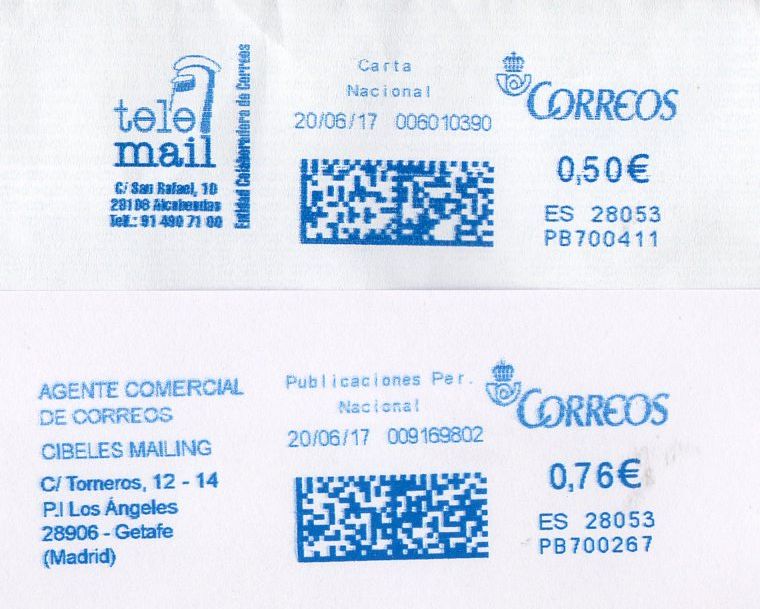 tele
mail
C/ San Rafael, 10
28108 Alcobendas
Telf.: 91 490 71 00
Entidad Colaboradora de Correos
Carta
Nacional
20/06/17 006010390
CORREOS
0,50€
ES 28053
PB700411
AGENTE COMERCIAL
DE CORREOS
CIBELES MAILING
C/ Torneros, 12 - 14
P.I Los Ángeles
28906 - Getafe
(Madrid)
Publicaciones Per.
Nacional
20/06/17 009169802
CORREOS
0,76€
ES 28053
PB700267